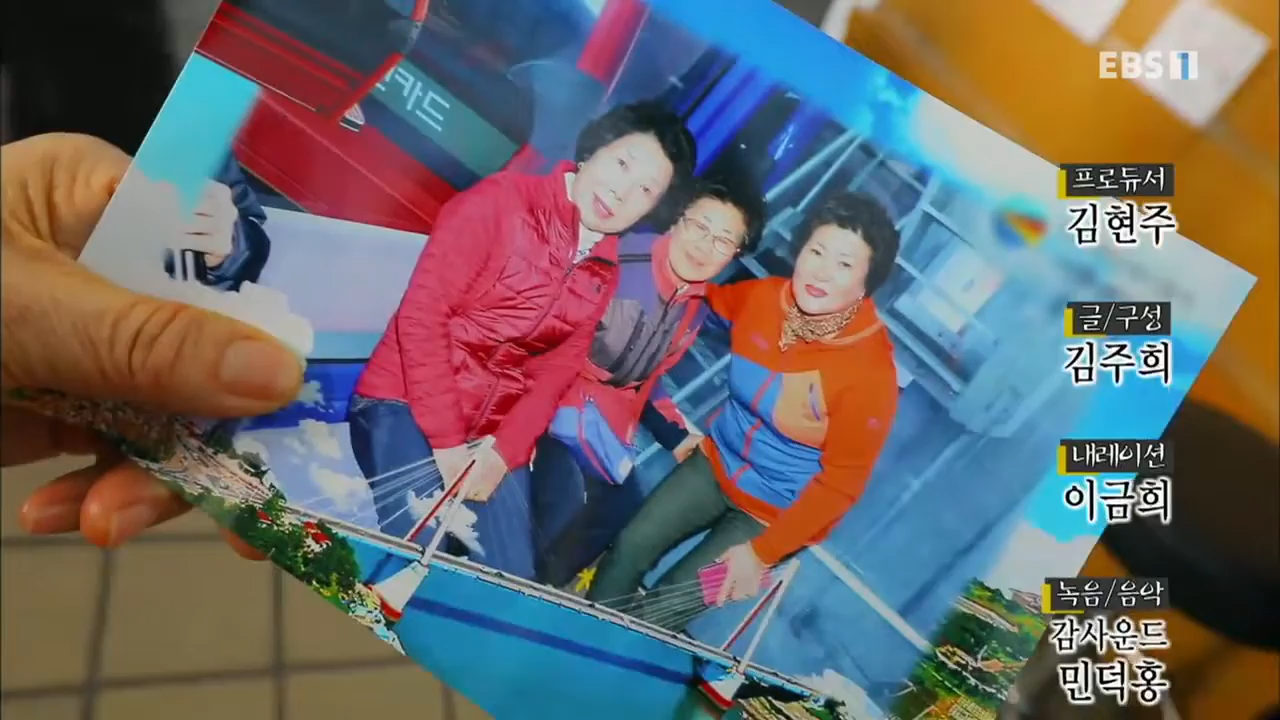 EBS 1
카드
프로듀서
김현주
글/구성
김주희
내레이션
이금희
녹음/음악
감사운드
민덕홍